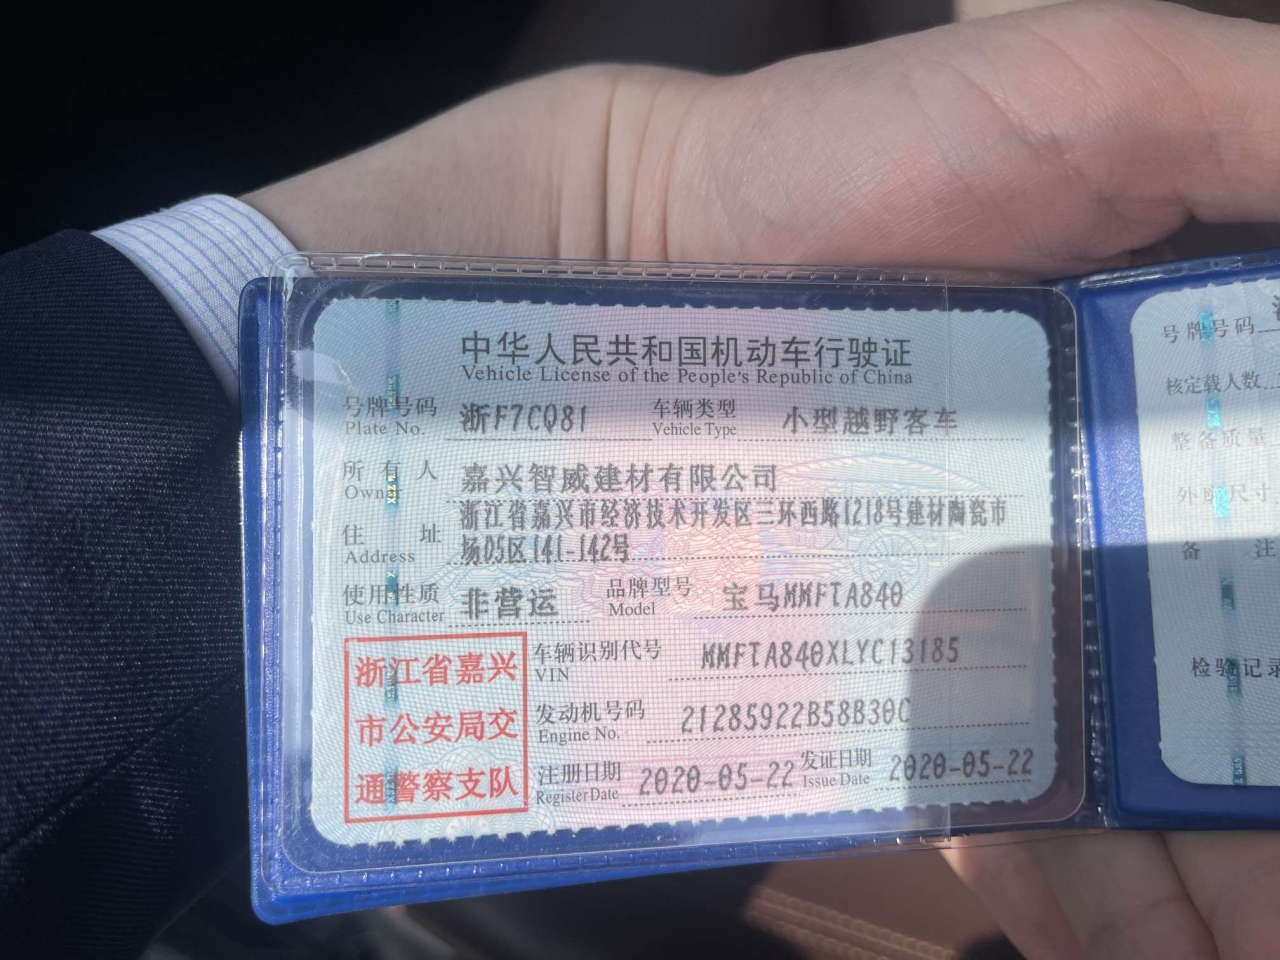 中华人民共和国机动车行驶证
Vehicle License of the People's Republic of China
号牌号码 浙F7CQ81 车辆类型 小型越野客车
Plate No. Vehicle Type
所有人 嘉兴智威建材有限公司
Owner
住址 浙江省嘉兴市经济技术开发区三环西路1218号建材陶瓷市
Address 场D5区141-142号
使用性质 非营运 品牌型号 宝马MMFTA840
Use Character Model
浙江省嘉兴
市公安局交
通警察支队
车辆识别代号 MMFTA840XLYC13185
VIN
发动机号码 21285922B58B30C
Engine No.
注册日期 2020-05-22 发证日期 2020-05-22
Register Date Issue Date
号牌号码
核定载人数
整备质量
外廓尺寸
备注
检验记录